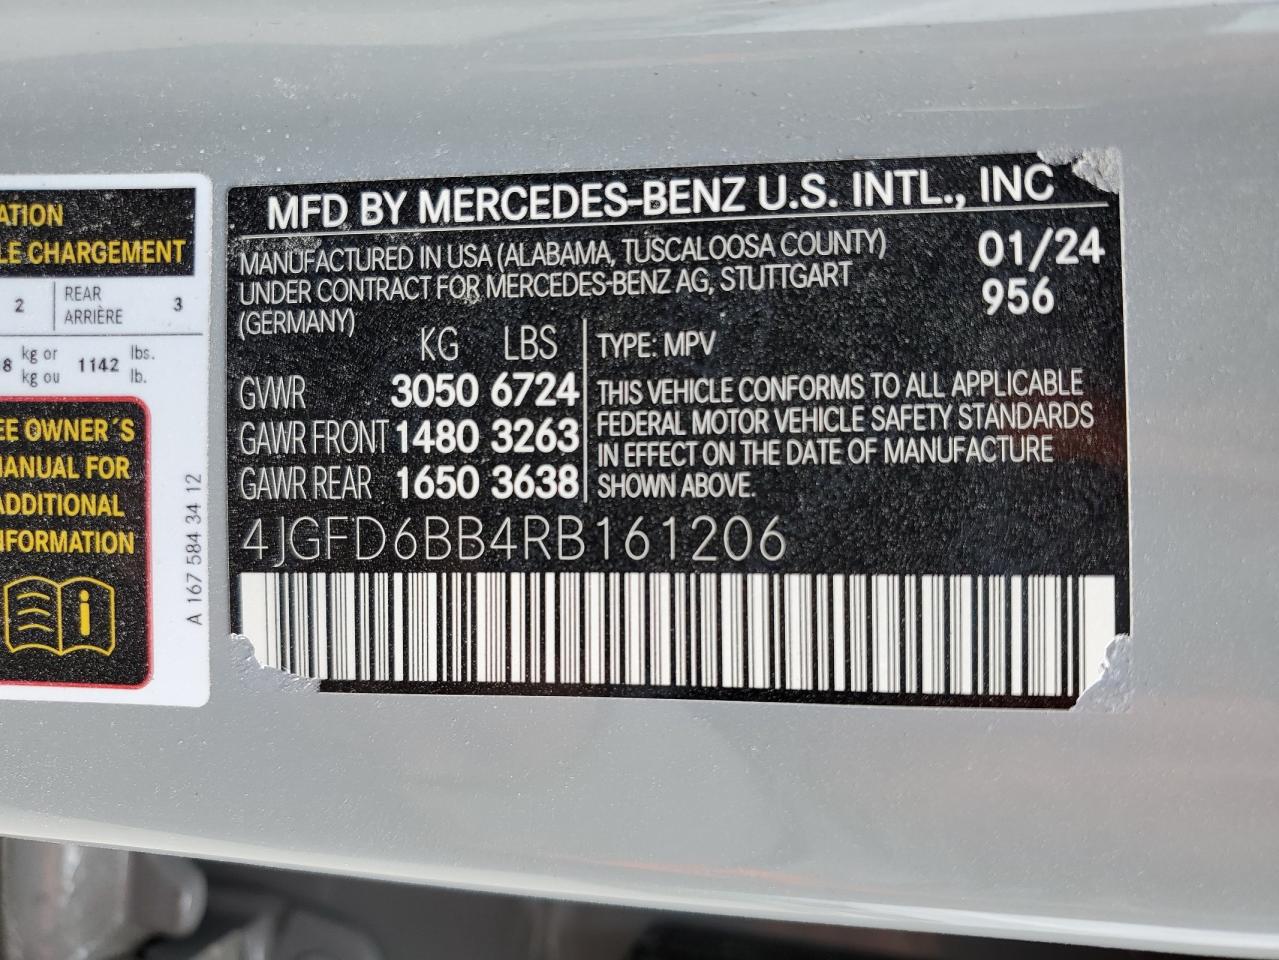 ATION
LE CHARGEMENT
2 REAR ARRIÈRE 3
8 kg or kg ou 1142 lbs. lb.
EE OWNER´S
MANUAL FOR
ADDITIONAL
NFORMATION
A 167 584 34 12
MFD BY MERCEDES-BENZ U.S. INTL., INC
MANUFACTURED IN USA (ALABAMA, TUSCALOOSA COUNTY)
UNDER CONTRACT FOR MERCEDES-BENZ AG, STUTTGART
(GERMANY)
01/24
956
KG LBS
GVWR 3050 6724
GAWR FRONT 1480 3263
GAWR REAR 1650 3638
TYPE: MPV
THIS VEHICLE CONFORMS TO ALL APPLICABLE
FEDERAL MOTOR VEHICLE SAFETY STANDARDS
IN EFFECT ON THE DATE OF MANUFACTURE
SHOWN ABOVE.
4JGFD6BB4RB161206